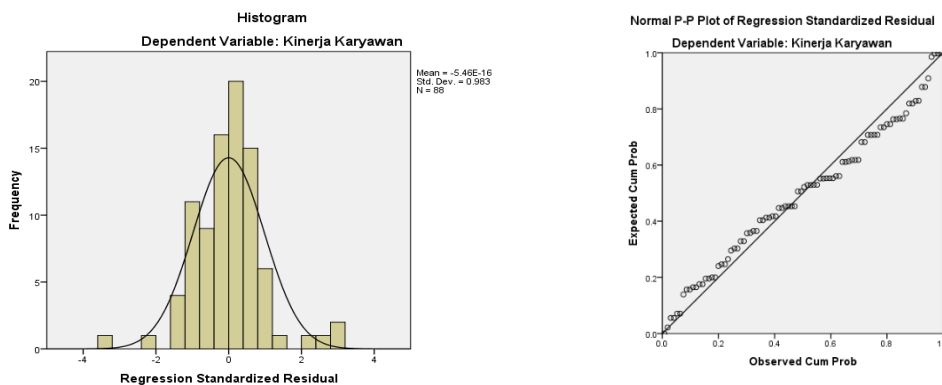 Histogram
Dependent Variable: Kinerja Karyawan
Mean = -5.46E-16
Std. Dev. = 0.983
N = 88
Frequency
20
15
10
5
0
-4
-2
0
2
4
Regression Standardized Residual
Normal P-P Plot of Regression Standardized Residual
Dependent Variable: Kinerja Karyawan
Expected Cum Prob
1.0
0.8
0.6
0.4
0.2
0.0
0.0
0.2
0.4
0.6
0.8
Observed Cum Prob